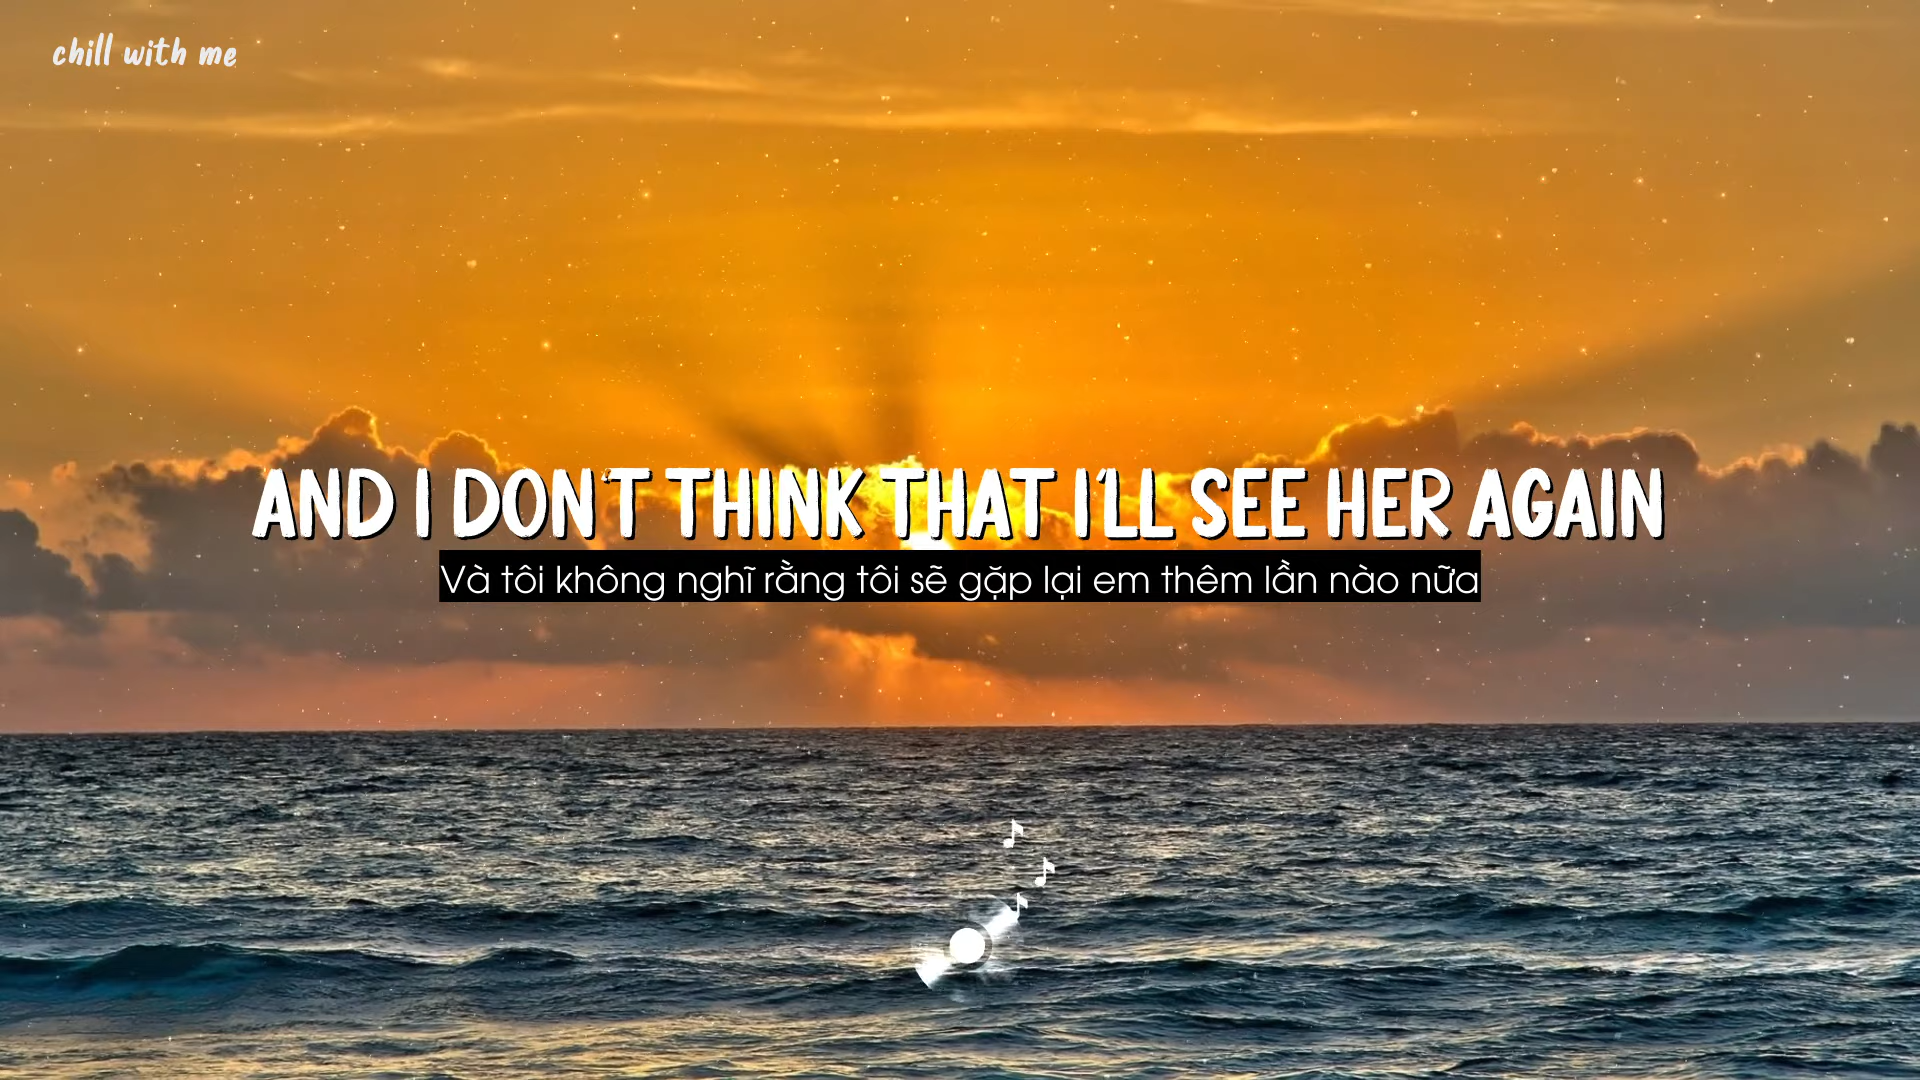 chill with me
AND I DON'T THINK THAT I'LL SEE HER AGAIN
Và tôi không nghĩ rằng tôi sẽ gặp lại em thêm lần nào nữa